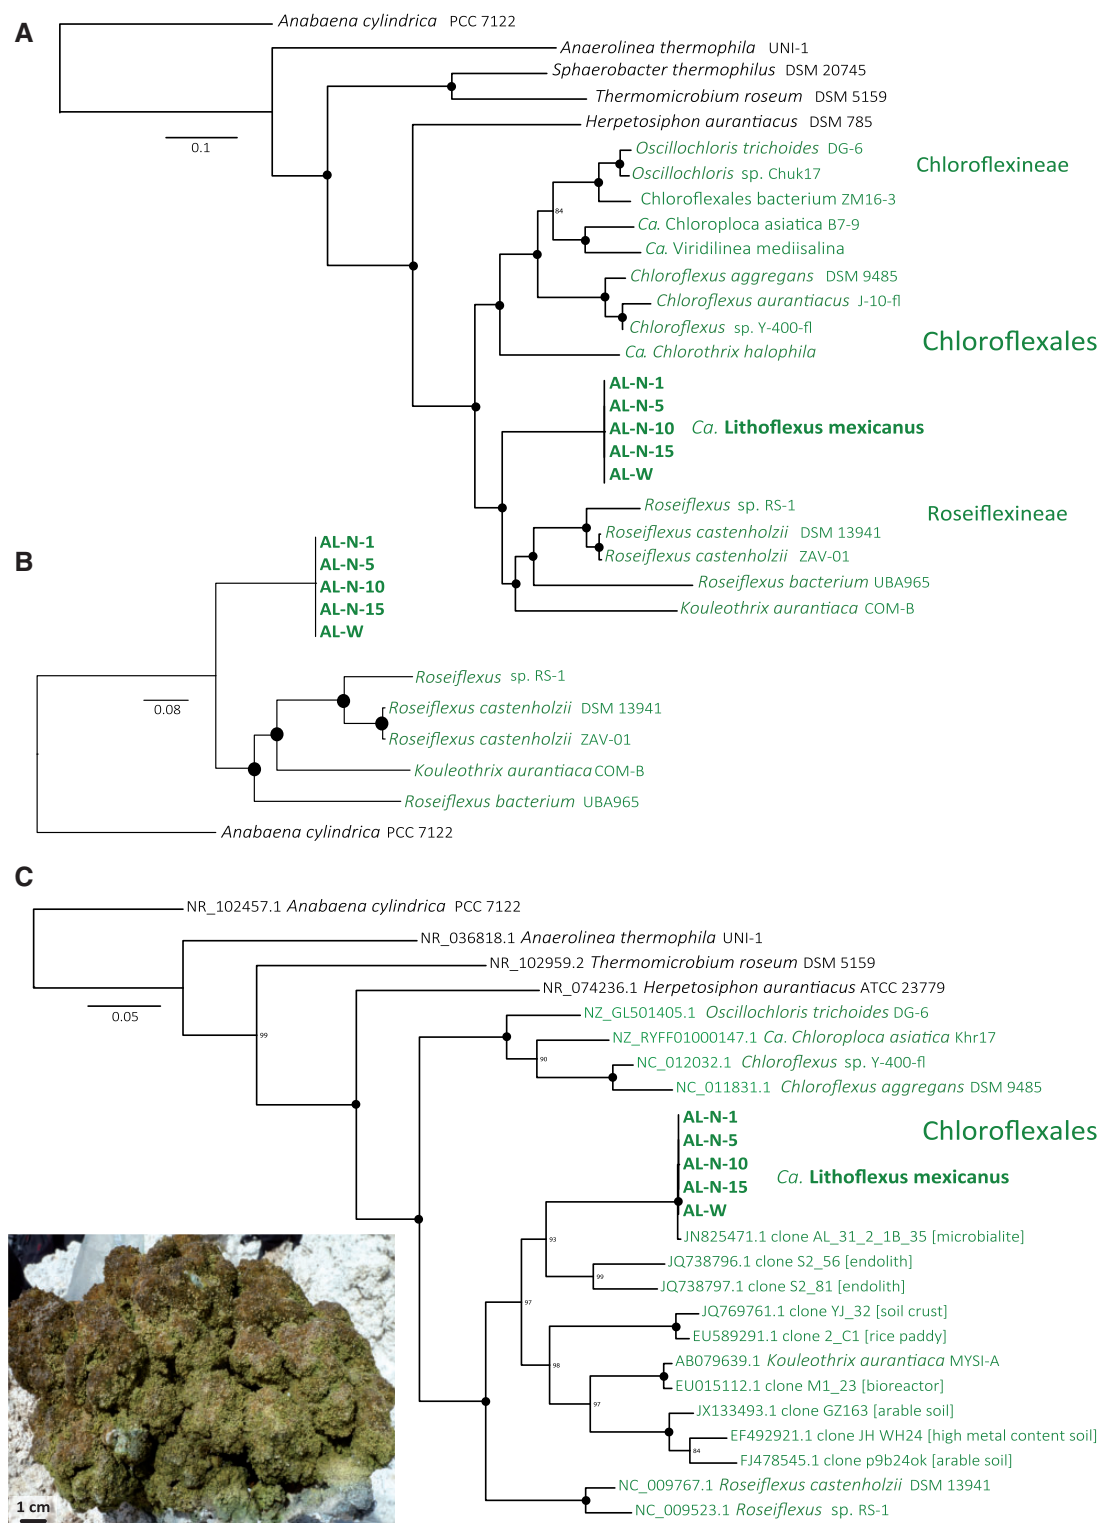 A
Anabaena cylindrica PCC 7122
Anaerolinea thermophila UNI-1
Sphaerobacter thermophilus DSM 20745
Thermomicrobium roseum DSM 5159
Herpetosiphon aurantiacus DSM 785
0.1
Oscillochloris trichoides DG-6
Oscillochloris sp. Chuk17
Chloroflexineae
Chloroflexales bacterium ZM16-3
84
Ca. Chloroploca asiatica B7-9
Ca. Viridilinea mediisalina
Chloroflexus aggregans DSM 9485
Chloroflexus aurantiacus J-10-fl
Chloroflexus sp. Y-400-fl
Chloroflexales
Ca. Chlorothrix halophila
AL-N-1
AL-N-5
AL-N-10 Ca. Lithoflexus mexicanus
AL-N-15
AL-W
Roseiflexus sp. RS-1
Roseiflexineae
Roseiflexus castenholzii DSM 13941
Roseiflexus castenholzii ZAV-01
Roseiflexus bacterium UBA965
Kouleothrix aurantiaca COM-B
B
AL-N-1
AL-N-5
AL-N-10
AL-N-15
AL-W
0.08
Roseiflexus sp. RS-1
Roseiflexus castenholzii DSM 13941
Roseiflexus castenholzii ZAV-01
Kouleothrix aurantiaca COM-B
Roseiflexus bacterium UBA965
Anabaena cylindrica PCC 7122
C
NR_102457.1 Anabaena cylindrica PCC 7122
NR_036818.1 Anaerolinea thermophila UNI-1
NR_102959.2 Thermomicrobium roseum DSM 5159
NR_074236.1 Herpetosiphon aurantiacus ATCC 23779
0.05
99
NZ_GL501405.1 Oscillochloris trichoides DG-6
NZ_RYFF01000147.1 Ca. Chloroploca asiatica Khr17
90
NC_012032.1 Chloroflexus sp. Y-400-fl
NC_011831.1 Chloroflexus aggregans DSM 9485
Chloroflexales
AL-N-1
AL-N-5
AL-N-10
Ca. Lithoflexus mexicanus
AL-N-15
AL-W
93
JN825471.1 clone AL_31_2_1B_35 [microbialite]
JQ738796.1 clone S2_56 [endolith]
99
JQ738797.1 clone S2_81 [endolith]
97
JQ769761.1 clone YJ_32 [soil crust]
EU589291.1 clone 2_C1 [rice paddy]
98
AB079639.1 Kouleothrix aurantiaca MYSI-A
EU015112.1 clone M1_23 [bioreactor]
97
JX133493.1 clone GZ163 [arable soil]
EF492921.1 clone JH_WH24 [high metal content soil]
84
FJ478545.1 clone p9b24ok [arable soil]
NC_009767.1 Roseiflexus castenholzii DSM 13941
NC_009523.1 Roseiflexus sp. RS-1
1 cm